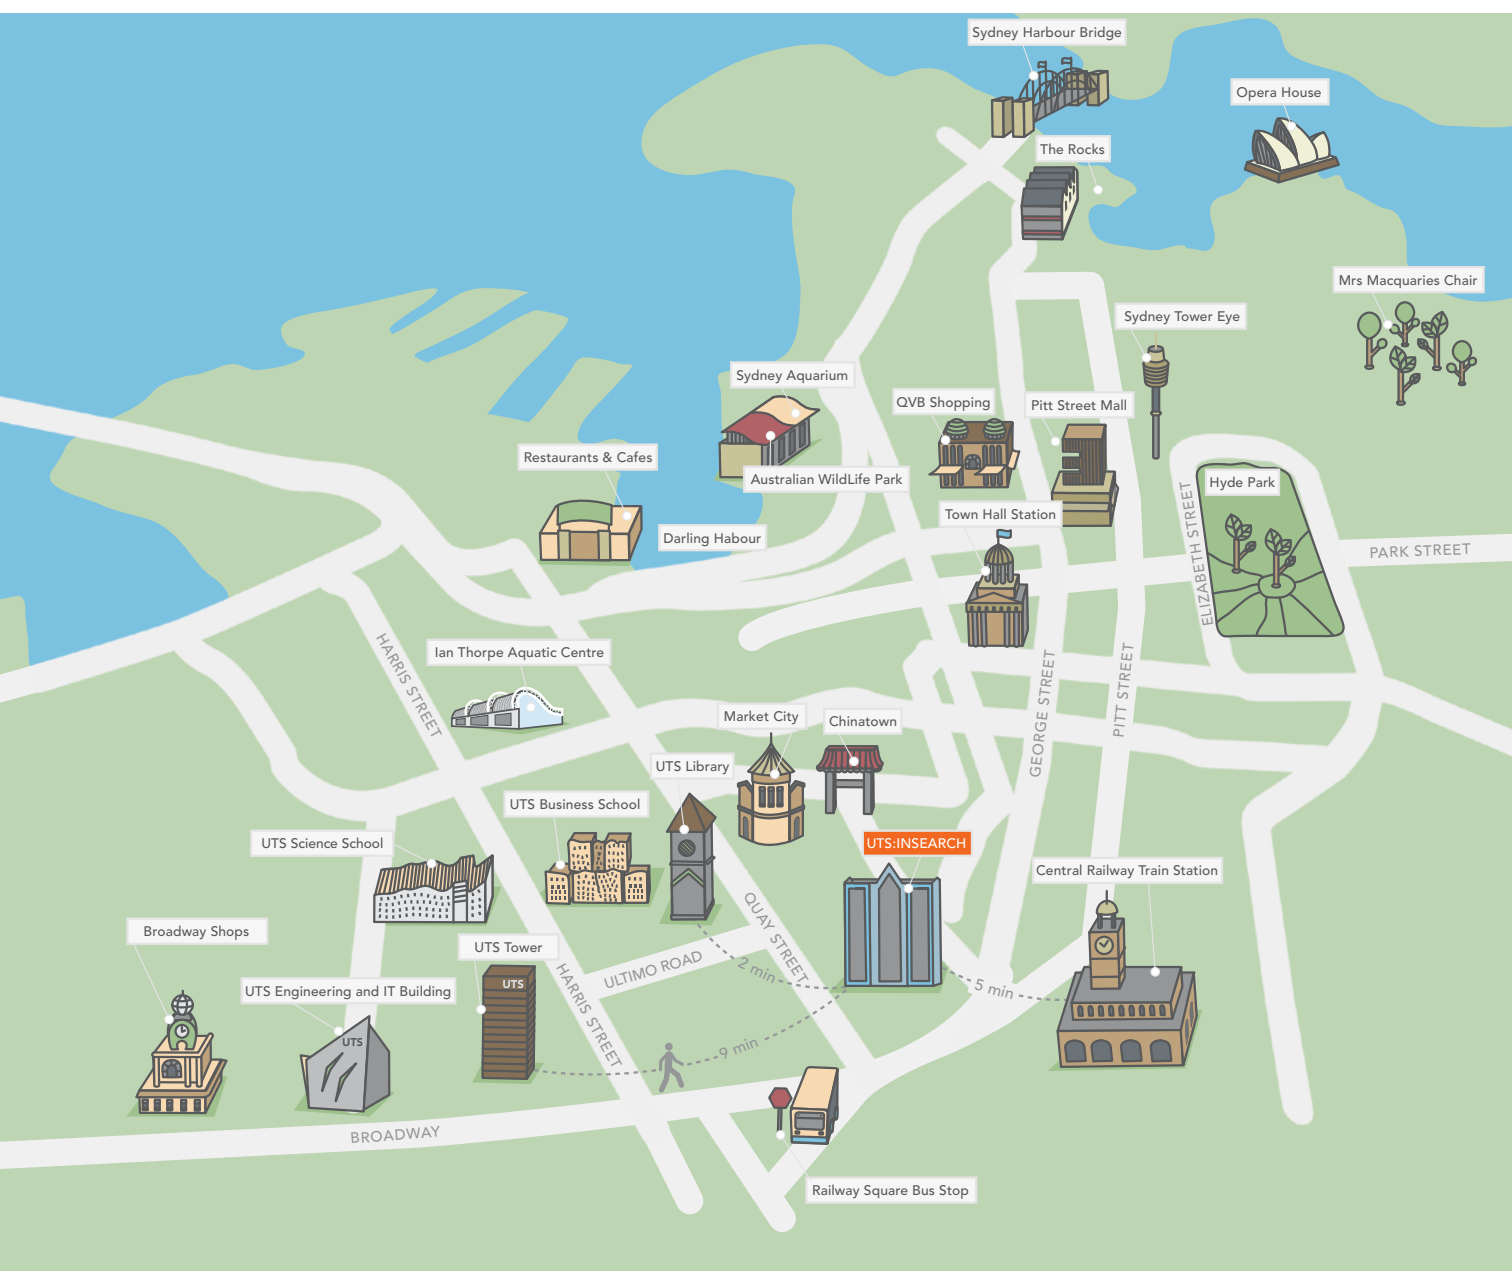 Sydney Harbour Bridge
Opera House
The Rocks
Mrs Macquaries Chair
Sydney Tower Eye
Sydney Aquarium
QVB Shopping
Pitt Street Mall
Restaurants & Cafes
Australian WildLife Park
Hyde Park
Town Hall Station
Darling Habour
PARK STREET
ELIZABETH STREET
HARRIS STREET
Ian Thorpe Aquatic Centre
GEORGE STREET
PITT STREET
Market City
Chinatown
UTS Library
UTS Business School
UTS Science School
UTS:INSEARCH
Central Railway Train Station
Broadway Shops
UTS Tower
QUAY STREET
ULTIMO ROAD
2 min
UTS Engineering and IT Building
UTS
HARRIS STREET
5 min
UTS
9 min
BROADWAY
Railway Square Bus Stop